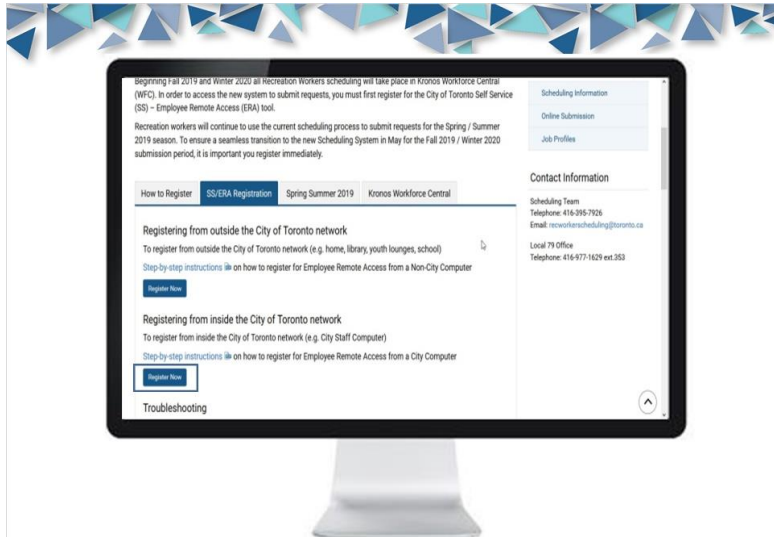 Beginning Fall 2019 and Winter 2020 all Recreation Workers scheduling will take place in Kronos Workforce Central
(WFC). In order to access the new system to submit requests, you must first register for the City of Toronto Self Service
(SS) – Employee Remote Access (ERA) tool.
Recreation workers will continue to use the current scheduling process to submit requests for the Spring / Summer
2019 season. To ensure a seamless transition to the new Scheduling System in May for the Fall 2019 / Winter 2020
submission period, it is important you register immediately.
How to Register SS/ERA Registration Spring Summer 2019 Kronos Workforce Central
Registering from outside the City of Toronto network
To register from outside the City of Toronto network (e.g. home, library, youth lounges, school)
Step-by-step instructions on how to register for Employee Remote Access from a Non-City Computer
Register Now
Registering from inside the City of Toronto network
To register from inside the City of Toronto network (e.g. City Staff Computer)
Step-by-step instructions on how to register for Employee Remote Access from a City Computer
Register Now
Troubleshooting
Scheduling Information
Online Submission
Job Profiles
Contact Information
Scheduling Team
Telephone: 416-395-7926
Email: recworkerscheduling@toronto.ca
Local 79 Office
Telephone: 416-977-1629 ext.353